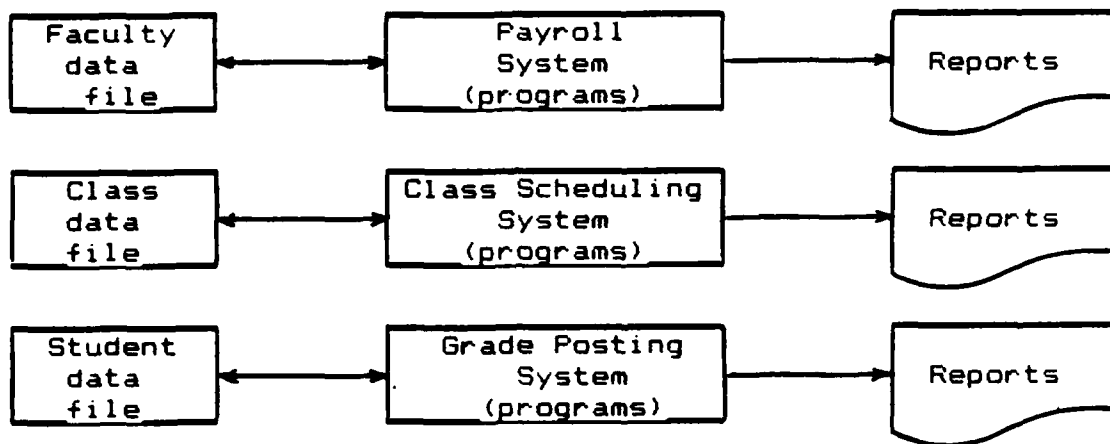 Faculty
data
file
Payroll
System
(programs)
Reports
Class
data
file
Class Scheduling
System
(programs)
Reports
Student
data
file
Grade Posting
System
(programs)
Reports